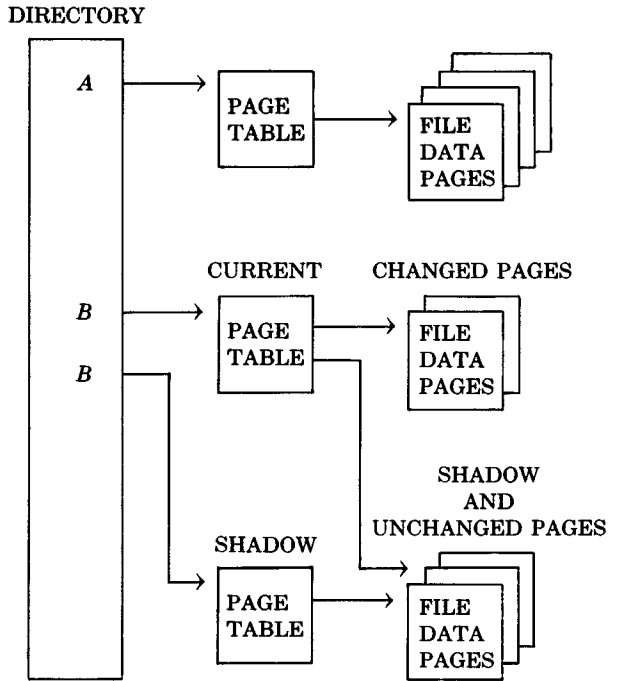 DIRECTORY
A
PAGE
TABLE
FILE
DATA
PAGES
CURRENT
CHANGED PAGES
B
PAGE
TABLE
FILE
DATA
PAGES
B
SHADOW
AND
UNCHANGED PAGES
SHADOW
PAGE
TABLE
FILE
DATA
PAGES